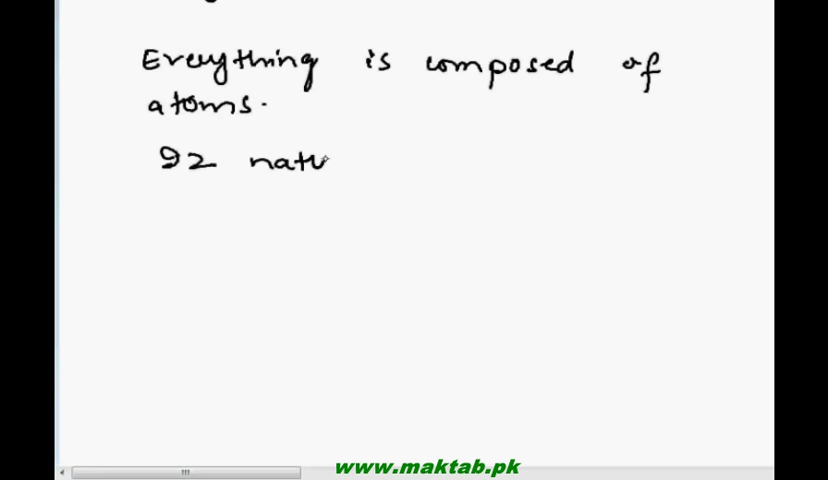 Everything is composed of
atoms.
92 natu
www.maktab.pk